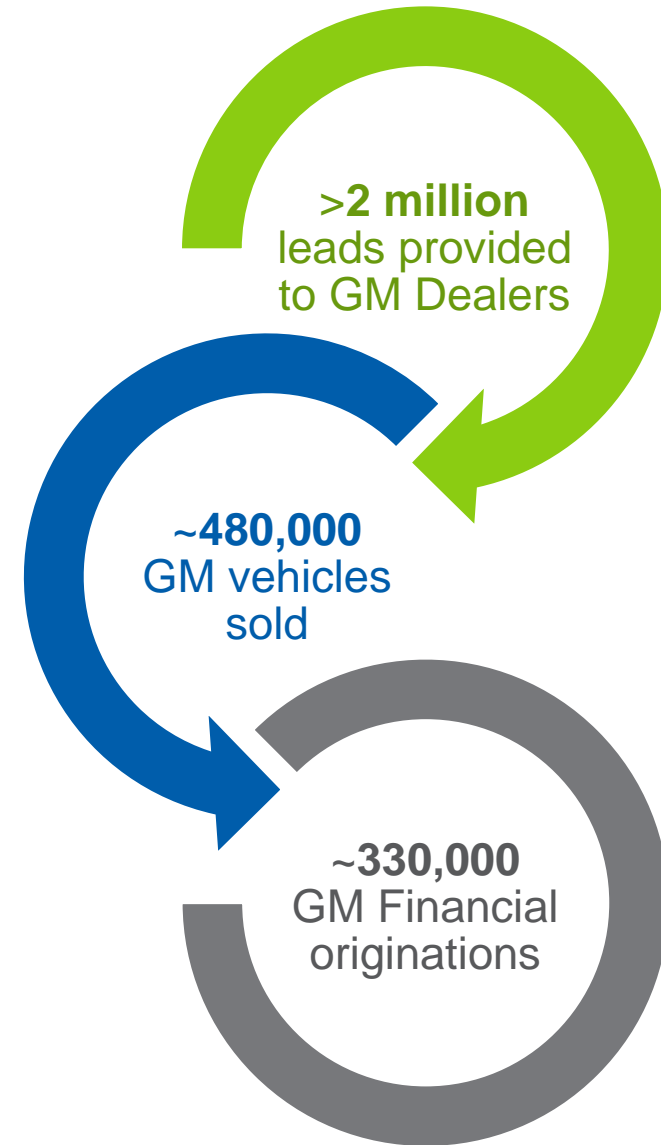 >2 million
leads provided
to GM Dealers
~480,000
GM vehicles
sold
~330,000
GM Financial
originations